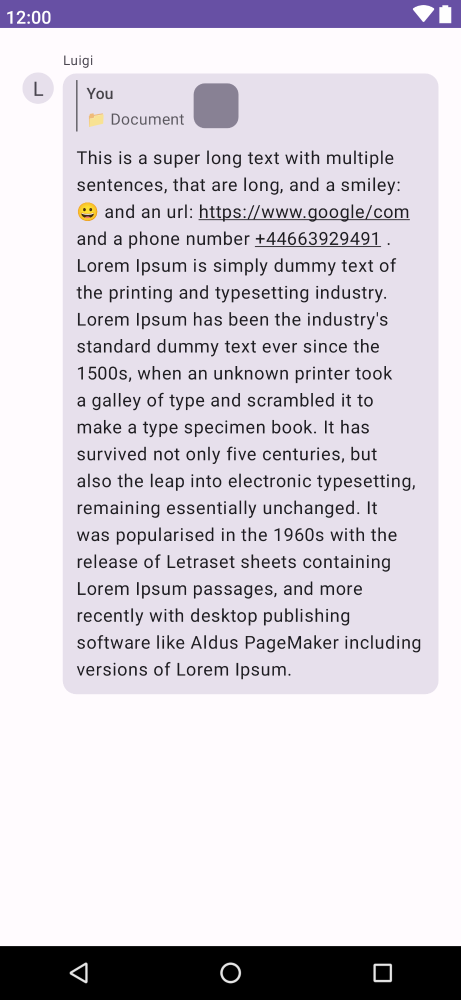 12:00
Luigi
L
You
📁 Document
This is a super long text with multiple
sentences, that are long, and a smiley:
😀 and an url: https://www.google/com
and a phone number +44663929491 .
Lorem Ipsum is simply dummy text of
the printing and typesetting industry.
Lorem Ipsum has been the industry's
standard dummy text ever since the
1500s, when an unknown printer took
a galley of type and scrambled it to
make a type specimen book. It has
survived not only five centuries, but
also the leap into electronic typesetting,
remaining essentially unchanged. It
was popularised in the 1960s with the
release of Letraset sheets containing
Lorem Ipsum passages, and more
recently with desktop publishing
software like Aldus PageMaker including
versions of Lorem Ipsum.